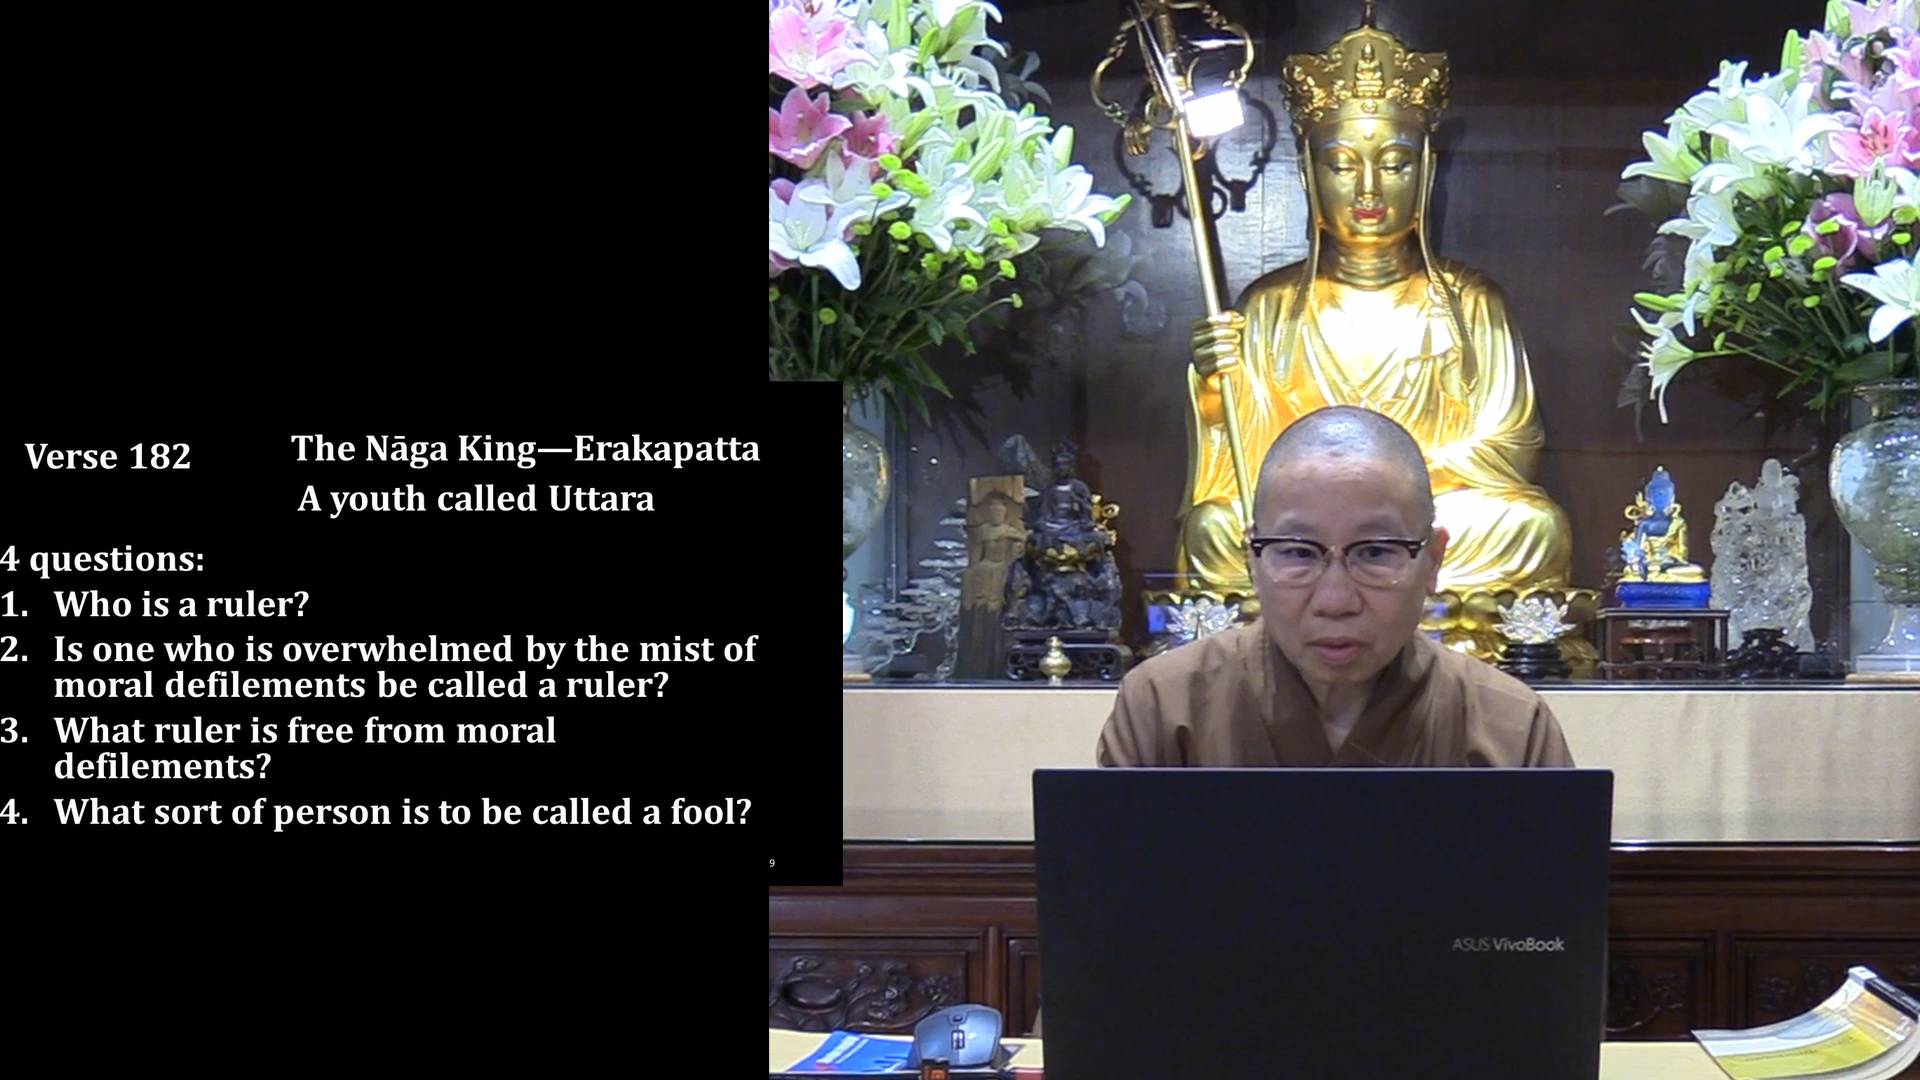 Verse 182
The Nāga King—Erakapatta
A youth called Uttara
4 questions:
1. Who is a ruler?
2. Is one who is overwhelmed by the mist of
moral defilements be called a ruler?
3. What ruler is free from moral
defilements?
4. What sort of person is to be called a fool?
9
ASUS VivoBook